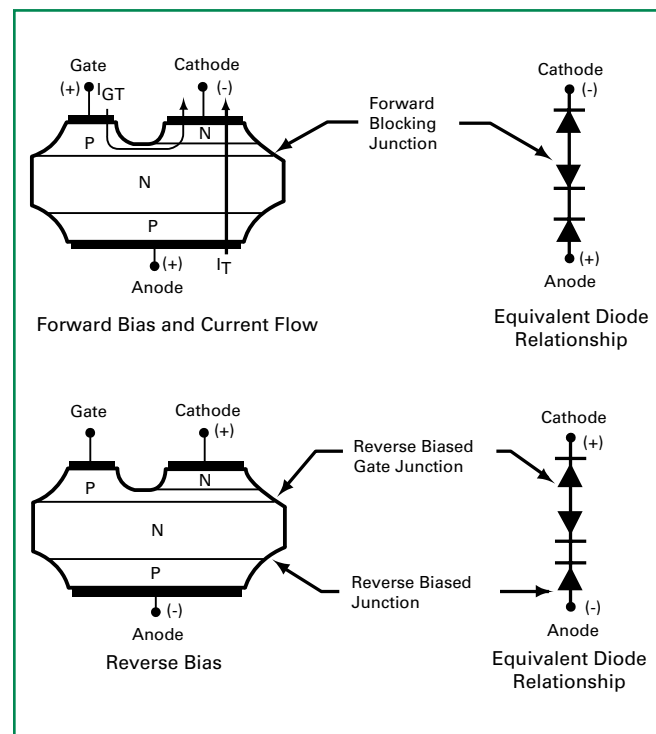 Gate
(+)
IGT
Cathode
(-)
P
N
N
P
(+)
Anode
IT
Forward Bias and Current Flow
Forward
Blocking
Junction
Cathode
(-)
(+)
Anode
Equivalent Diode
Relationship
Gate
Cathode
(+)
P
N
N
P
(-)
Anode
Reverse Bias
Reverse Biased
Gate Junction
Reverse Biased
Junction
Cathode
(+)
(-)
Anode
Equivalent Diode
Relationship